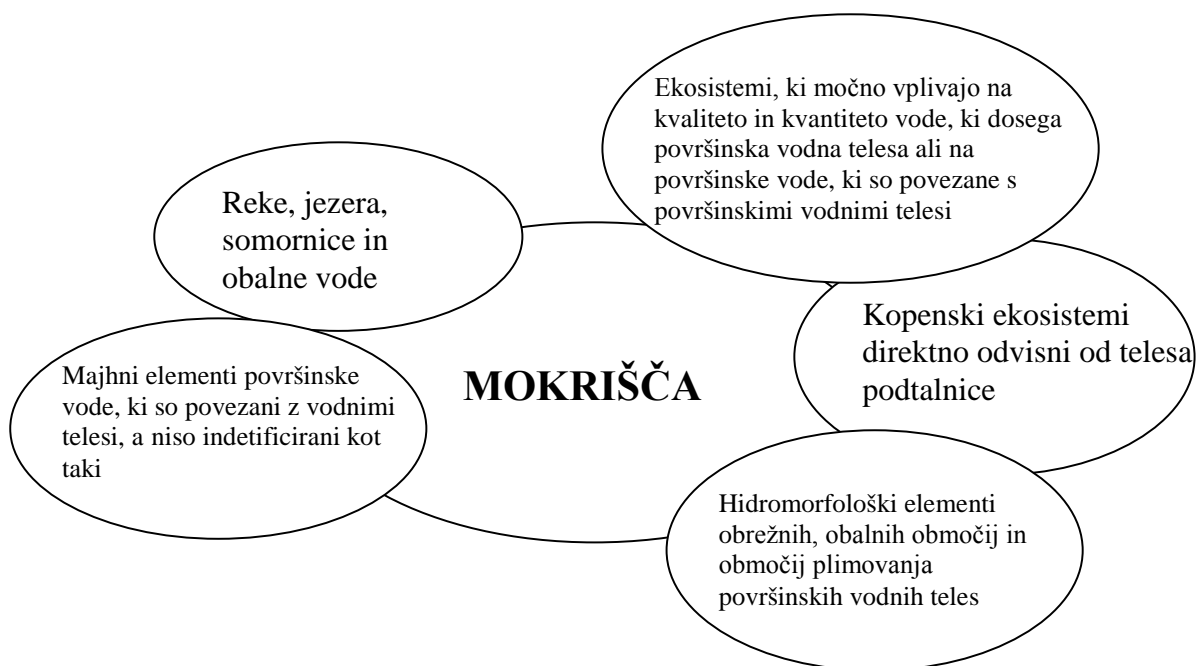 Ekosistemi, ki močno vplivajo na
kvaliteto in kvantiteto vode, ki dosega
površinska vodna telesa ali na
površinske vode, ki so povezane s
površinskimi vodnimi telesi
Reke, jezera,
somornice in
obalne vode
Kopenski ekosistemi
direktno odvisni od telesa
podtalnice
MOKRIŠČA
Majhni elementi površinske
vode, ki so povezani z vodnimi
telesi, a niso indetificirani kot
taki
Hidromorfološki elementi
obrežnih, obalnih območij in
območij plimovanja
površinskih vodnih teles